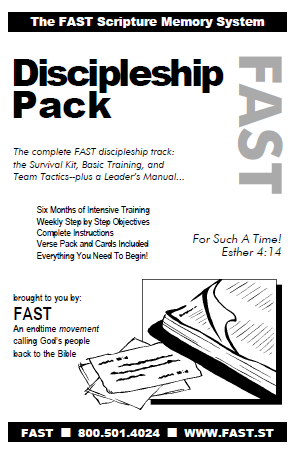 The FAST Scripture Memory System
Discipleship
Pack
FAST
The complete FAST discipleship track:
the Survival Kit, Basic Training, and
Team Tactics--plus a Leader's Manual...
Six Months of Intensive Training
Weekly Step by Step Objectives
Complete Instructions
Verse Pack and Cards Included
Everything You Need To Begin!
For Such A Time!
Esther 4:14
brought to you by:
FAST
An endtime movement
calling God's people
back to the Bible
FAST ■ 800.501.4024 ■ WWW.FAST.ST